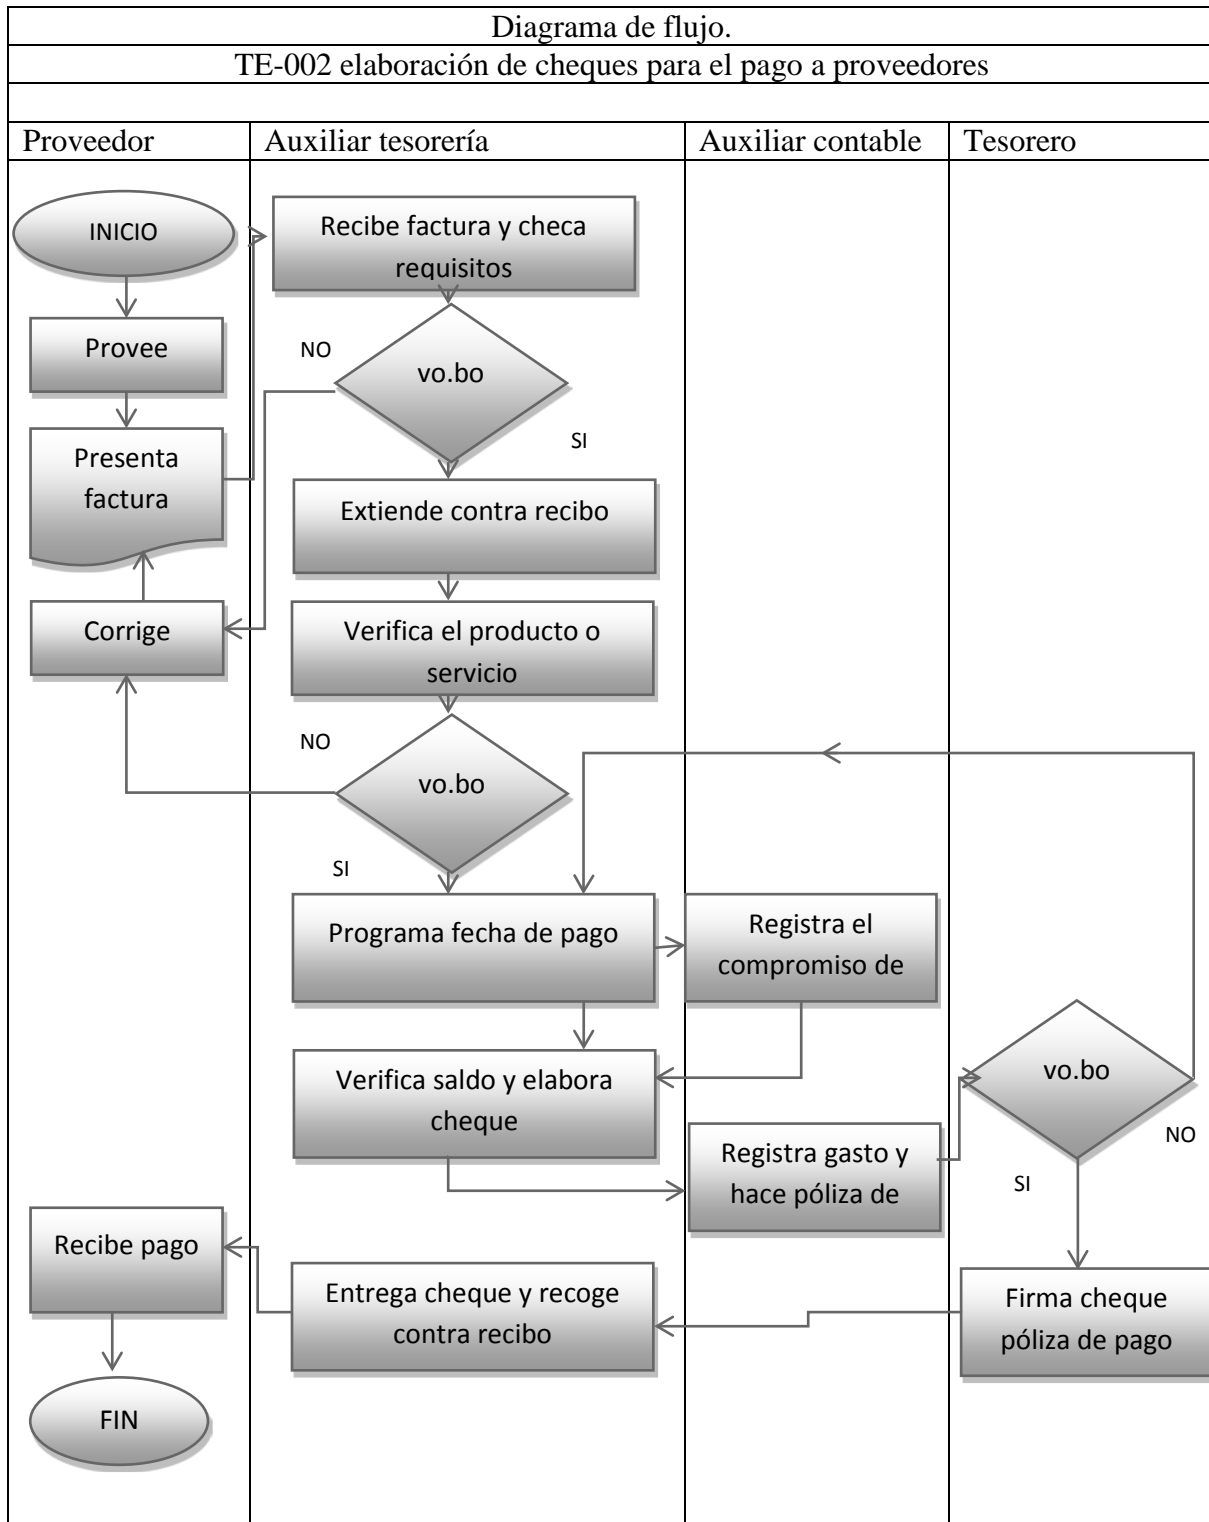 Diagrama de flujo.
TE-002 elaboración de cheques para el pago a proveedores
Proveedor
Auxiliar tesorería
Auxiliar contable
Tesorero
INICIO
Provee
Presenta
factura
Corrige
Recibe factura y checa
requisitos
NO
vo.bo
SI
Extiende contra recibo
Verifica el producto o
servicio
NO
vo.bo
SI
Programa fecha de pago
Registra el
compromiso de
Verifica saldo y elabora
cheque
Registra gasto y
hace póliza de
vo.bo
NO
SI
Firma cheque
póliza de pago
Entrega cheque y recoge
contra recibo
Recibe pago
FIN